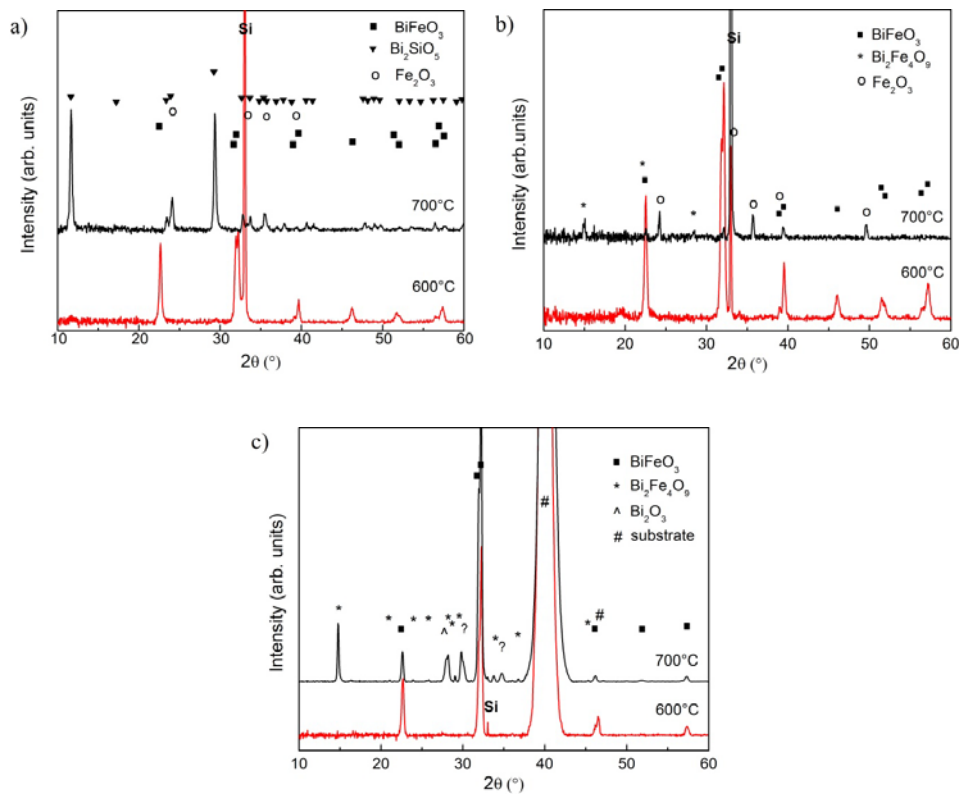 a)
Si
■ BiFeO₃
▼ Bi₂SiO₅
o Fe₂O₃
700°C
600°C
Intensity (arb. units)
10 20 30 40 50 60
2θ (°)
b)
Si
■ BiFeO₃
* Bi₂Fe₄O₉
o Fe₂O₃
700°C
600°C
Intensity (arb.units)
10 20 30 40 50 60
2θ (°)
c)
■ BiFeO₃
* Bi₂Fe₄O₉
^ Bi₂O₃
# substrate
#
?
?
#
700°C
Si
600°C
Intensity (arb. units)
10 20 30 40 50 60
2θ (°)